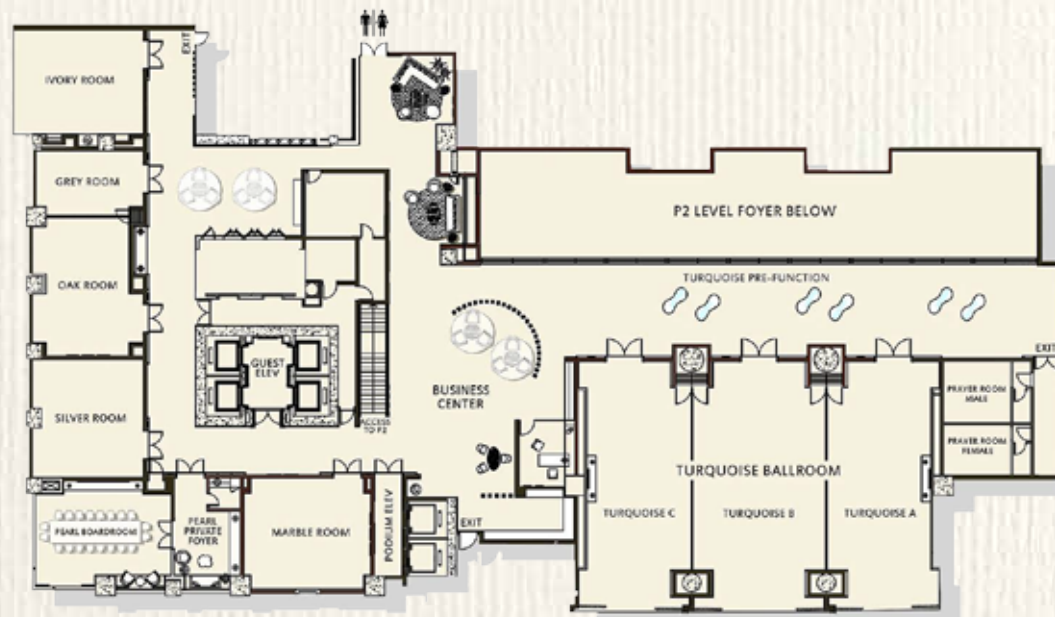 EXIT
IVORY ROOM
GREY ROOM
P2 LEVEL FOYER BELOW
OAK ROOM
TURQUOISE PRE-FUNCTION
EXIT
GUEST
ELEV
BUSINESS
CENTER
PRAYER ROOM
MALE
SILVER ROOM
ACCESS
TO P2
PRAYER ROOM
FEMALE
TURQUOISE BALLROOM
TURQUOISE C
TURQUOISE B
TURQUOISE A
PEARL BOARDROOM
PEARL
PRIVATE
FOYER
MARBLE ROOM
PODIUM ELEV
EXIT